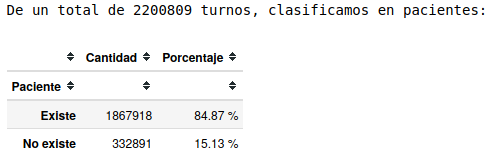 De un total de 2200809 turnos, clasificamos en pacientes:
Cantidad Porcentaje
Paciente
Existe 1867918 84.87 %
No existe 332891 15.13 %